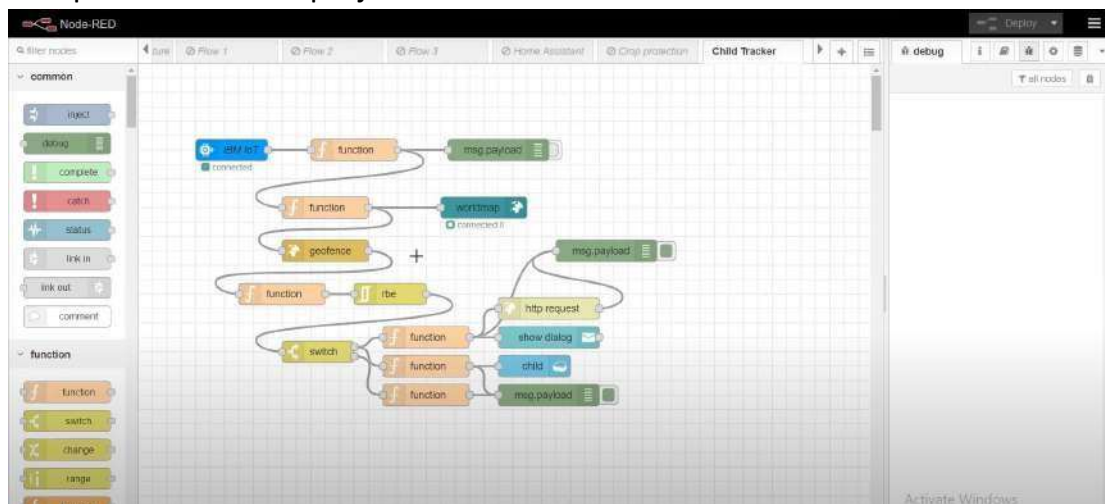 Node-RED
Deploy
filter nodes
Flow 1
Flow 2
Flow 3
Home Assistant
Crop protection
Child Tracker
debug
all nodes
common
inject
debug
complete
catch
status
link in
link out
comment
function
function
switch
change
range
IBM IoT
connected
function
msg.payload
function
worldmap
geofence
msg.payload
function
rbe
http request
switch
function
show dialog
function
child
function
msg.payload
Activate Windows